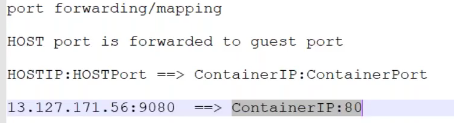 port forwarding/mapping
HOST port is forwarded to guest port
HOSTIP:HOSTPort ==> ContainerIP:ContainerPort
13.127.171.56:9080 ==> ContainerIP:80